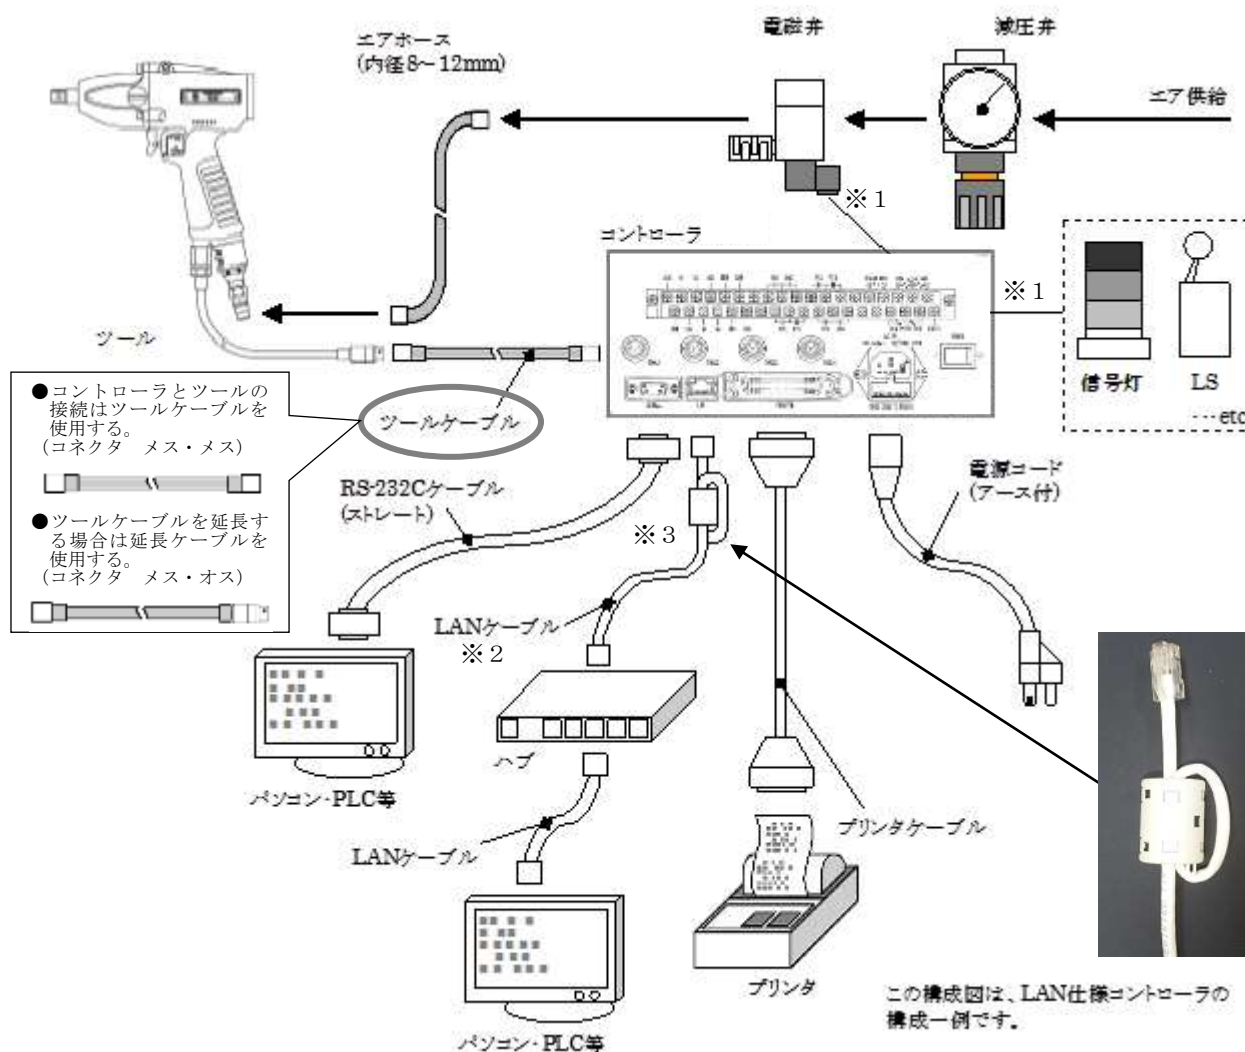 電磁弁
減圧弁
エアホース
(内径8～12mm)
エア供給
※1
コントローラ
※1
ツール
信号灯
LS
…etc
●コントローラとツールの
接続はツールケーブルを
使用する。
(コネクタ　メス・メス)
ツールケーブル
●ツールケーブルを延長す
る場合は延長ケーブルを
使用する。
(コネクタ　メス・オス)
RS-232Cケーブル
(ストレート)
電源コード
(アース付)
※3
LANケーブル
※2
ハブ
パソコン・PLC等
プリンタケーブル
LANケーブル
プリンタ
この構成図は、LAN仕様コントローラの
構成一例です。
パソコン・PLC等